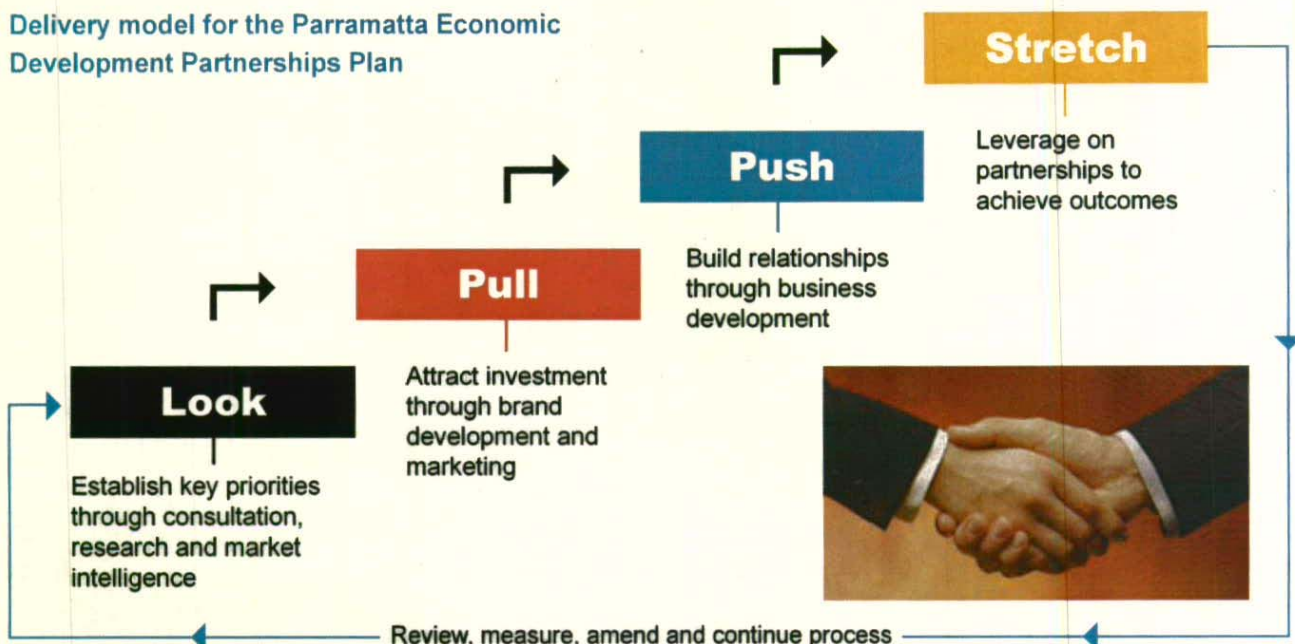 Delivery model for the Parramatta Economic
Development Partnerships Plan
Stretch
Leverage on
partnerships to
achieve outcomes
Push
Build relationships
through business
development
Pull
Attract investment
through brand
development and
marketing
Look
Establish key priorities
through consultation,
research and market
intelligence
Review, measure, amend and continue process